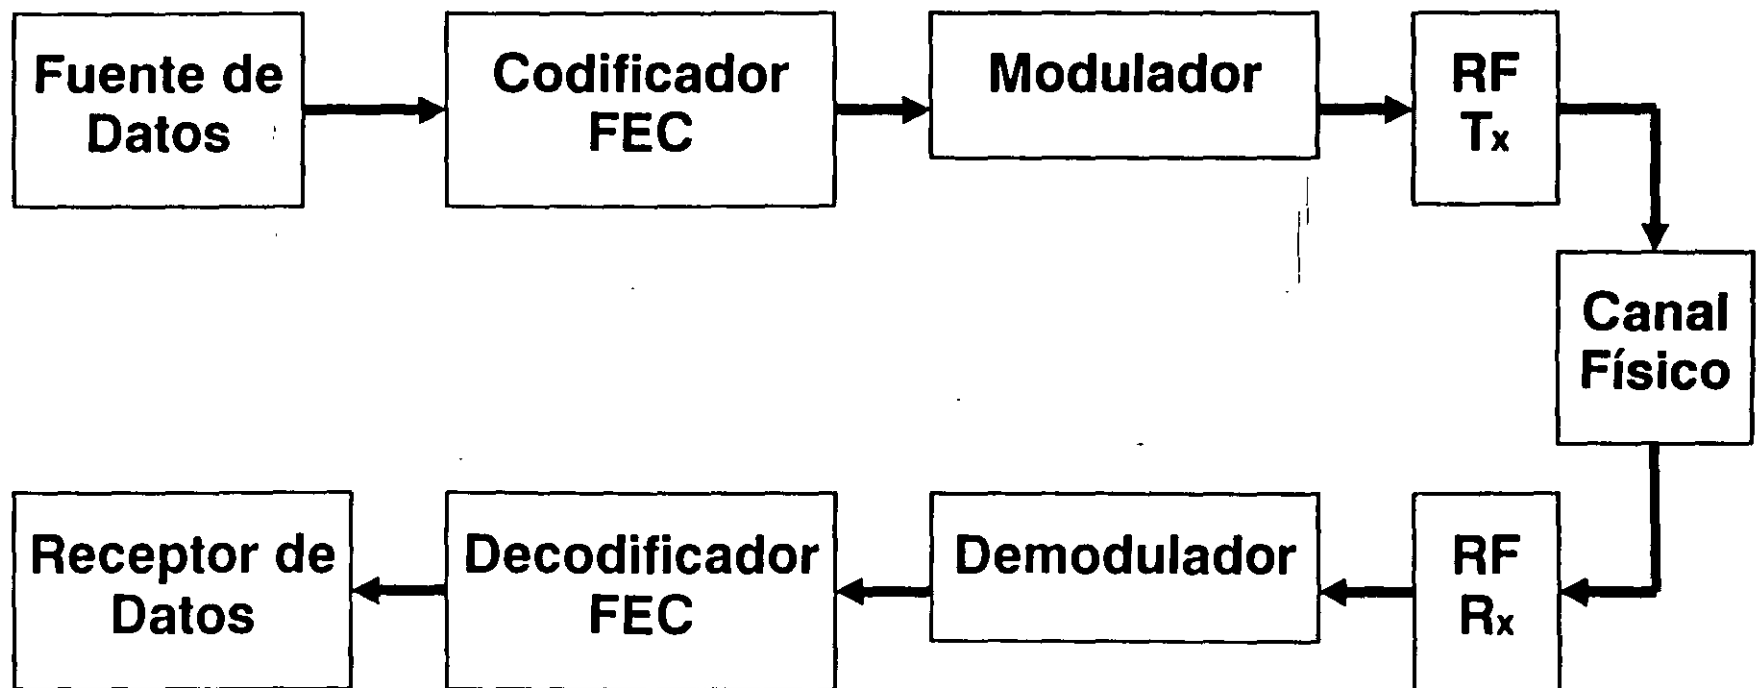 Fuente de
Datos
Codificador
FEC
Modulador
RF
Tx
Canal
Físico
Receptor de
Datos
Decodificador
FEC
Demodulador
RF
Rx